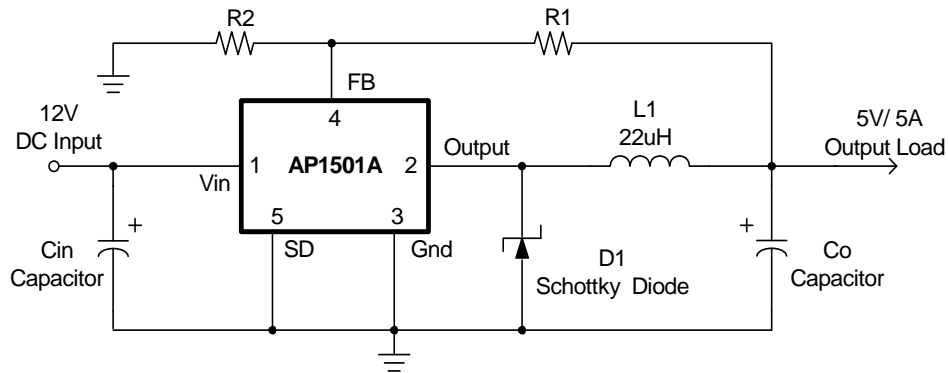 R2
R1
FB
4
12V
DC Input
L1
22uH
5V/ 5A
Output Load
Output
1
AP1501A
2
Vin
5
3
SD
Gnd
+
Cin
Capacitor
D1
Schottky Diode
+
Co
Capacitor